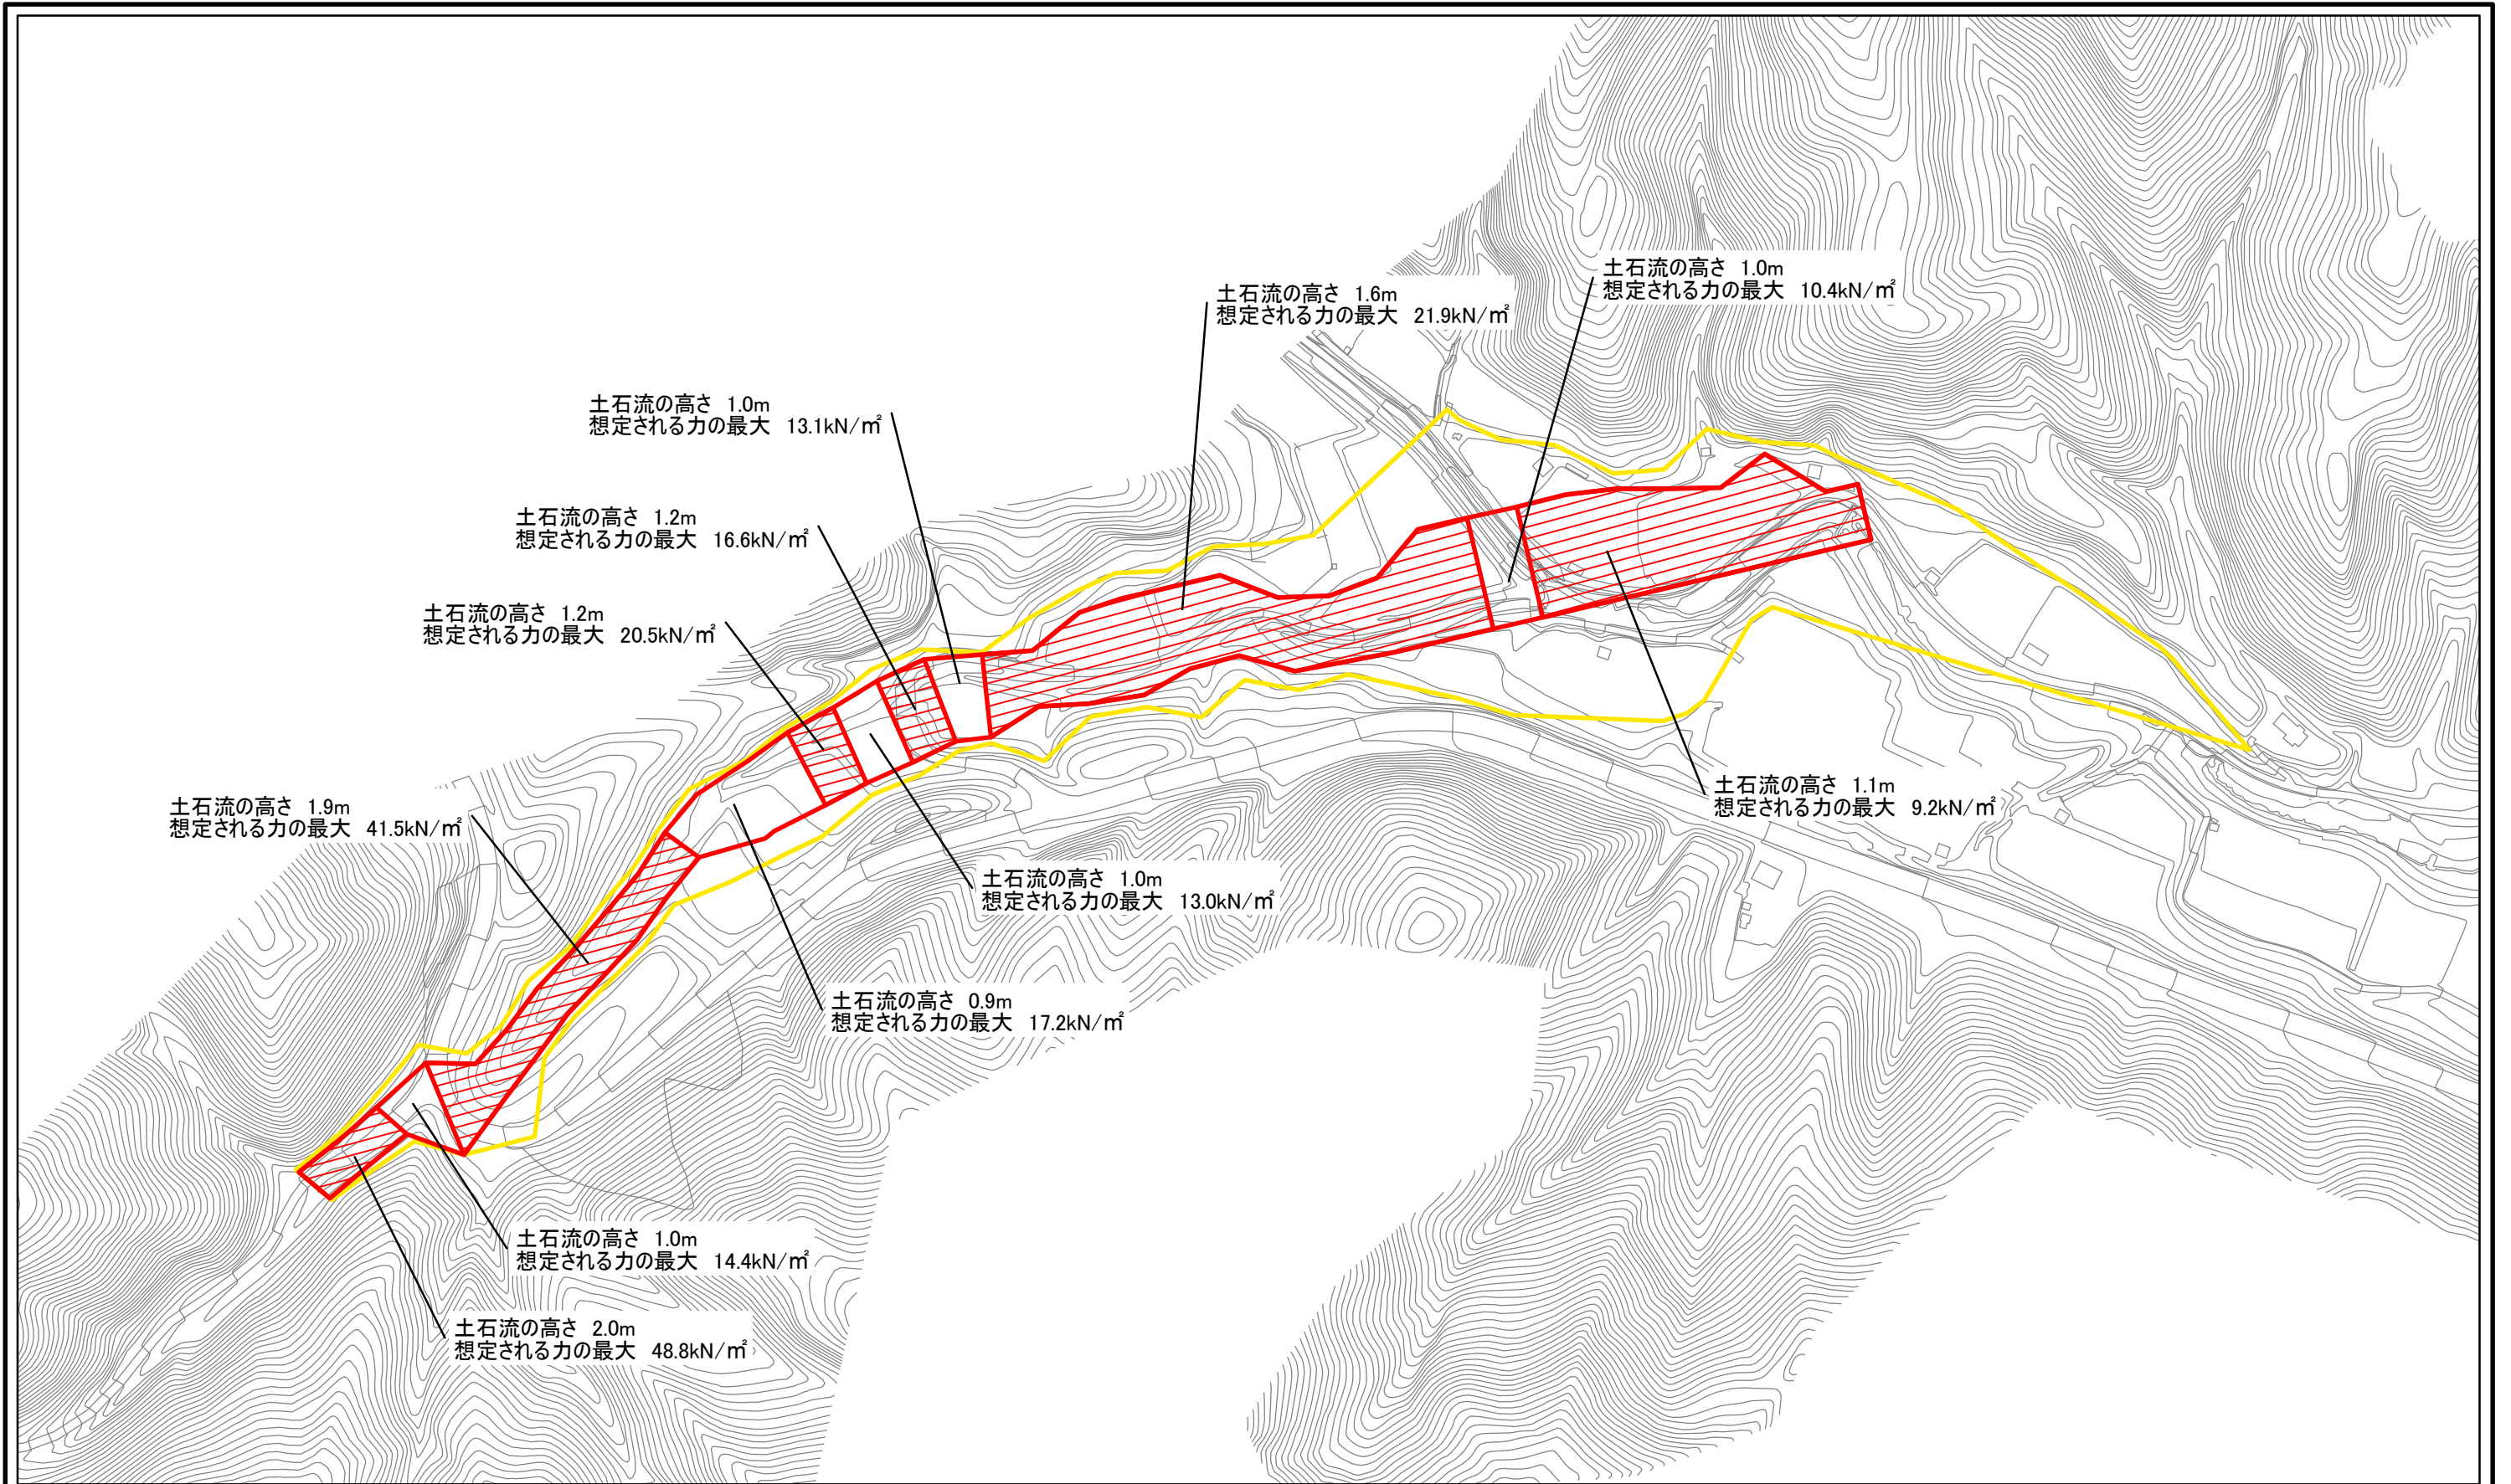 土石流の高さ 1.0m
想定される力の最大 10.4kN/㎡
土石流の高さ 1.6m
想定される力の最大 21.9kN/㎡
土石流の高さ 1.0m
想定される力の最大 13.1kN/㎡
土石流の高さ 1.2m
想定される力の最大 16.6kN/㎡
土石流の高さ 1.2m
想定される力の最大 20.5kN/㎡
土石流の高さ 1.1m
想定される力の最大 9.2kN/㎡
土石流の高さ 1.9m
想定される力の最大 41.5kN/㎡
土石流の高さ 1.0m
想定される力の最大 13.0kN/㎡
土石流の高さ 0.9m
想定される力の最大 17.2kN/㎡
土石流の高さ 1.0m
想定される力の最大 14.4kN/㎡
土石流の高さ 2.0m
想定される力の最大 48.8kN/㎡